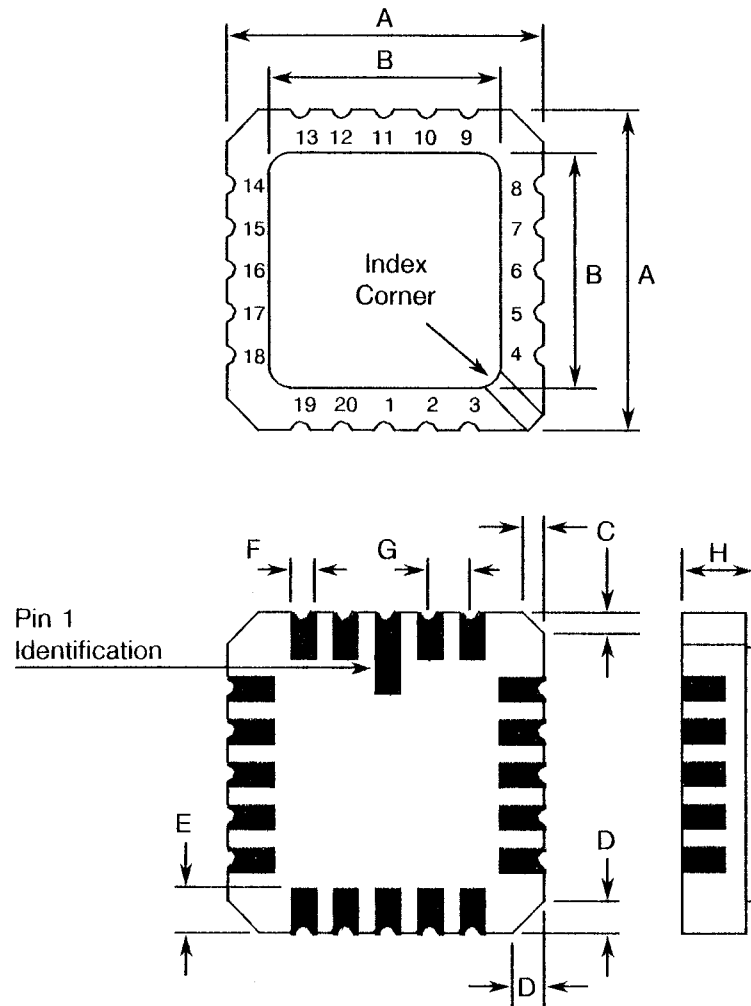 A
B
13 12 11 10 9
14 8
15 7
16 6
17 5
18 4
Index
Corner
B
A
19 20 1 2 3
C
F
G
H
Pin 1
Identification
E
D
D